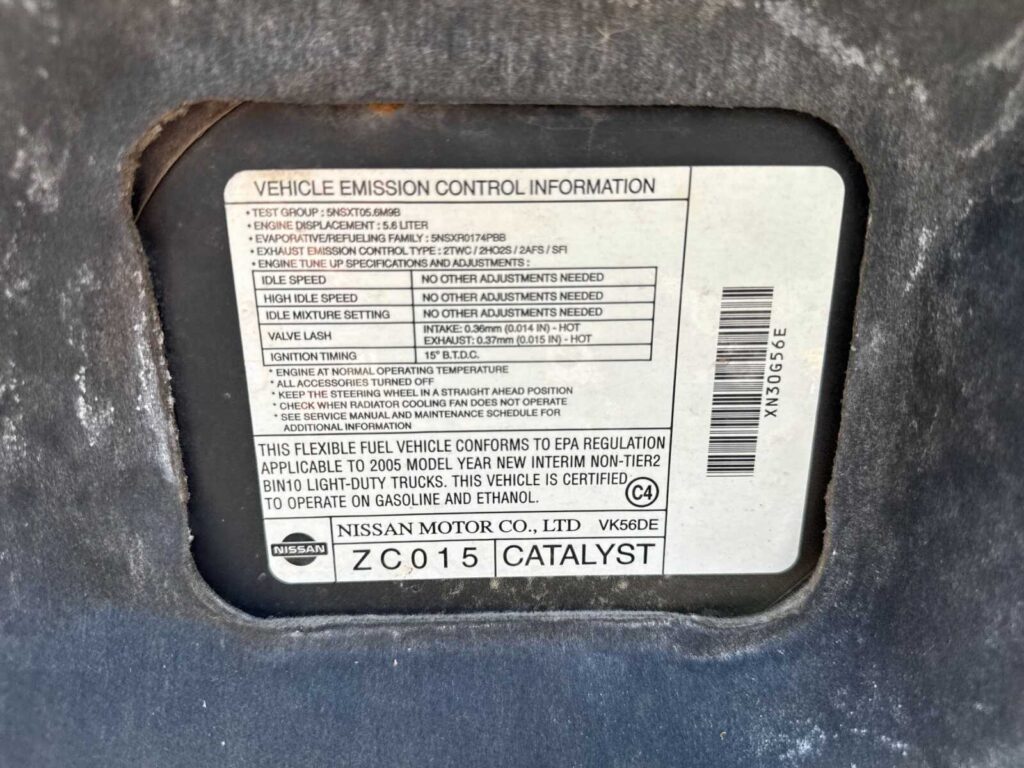 VEHICLE EMISSION CONTROL INFORMATION
• TEST GROUP : 5NSXT05.6M9B
• ENGINE DISPLACEMENT : 5.6 LITER
• EVAPORATIVE/REFUELING FAMILY : 5NSXR0174PBB
• EXHAUST EMISSION CONTROL TYPE : 2TWC / 2HO2S / 2AFS / SFI
• ENGINE TUNE UP SPECIFICATIONS AND ADJUSTMENTS :
IDLE SPEED NO OTHER ADJUSTMENTS NEEDED
HIGH IDLE SPEED NO OTHER ADJUSTMENTS NEEDED
IDLE MIXTURE SETTING NO OTHER ADJUSTMENTS NEEDED
VALVE LASH INTAKE: 0.36mm (0.014 IN) - HOT
EXHAUST: 0.37mm (0.015 IN) - HOT
IGNITION TIMING 15° B.T.D.C.
* ENGINE AT NORMAL OPERATING TEMPERATURE
* ALL ACCESSORIES TURNED OFF
* KEEP THE STEERING WHEEL IN A STRAIGHT AHEAD POSITION
* CHECK WHEN RADIATOR COOLING FAN DOES NOT OPERATE
* SEE SERVICE MANUAL AND MAINTENANCE SCHEDULE FOR
ADDITIONAL INFORMATION
THIS FLEXIBLE FUEL VEHICLE CONFORMS TO EPA REGULATION
APPLICABLE TO 2005 MODEL YEAR NEW INTERIM NON-TIER2
BIN10 LIGHT-DUTY TRUCKS. THIS VEHICLE IS CERTIFIED
TO OPERATE ON GASOLINE AND ETHANOL.
C4
NISSAN
NISSAN MOTOR CO., LTD VK56DE
ZC015 CATALYST
XN30G56E